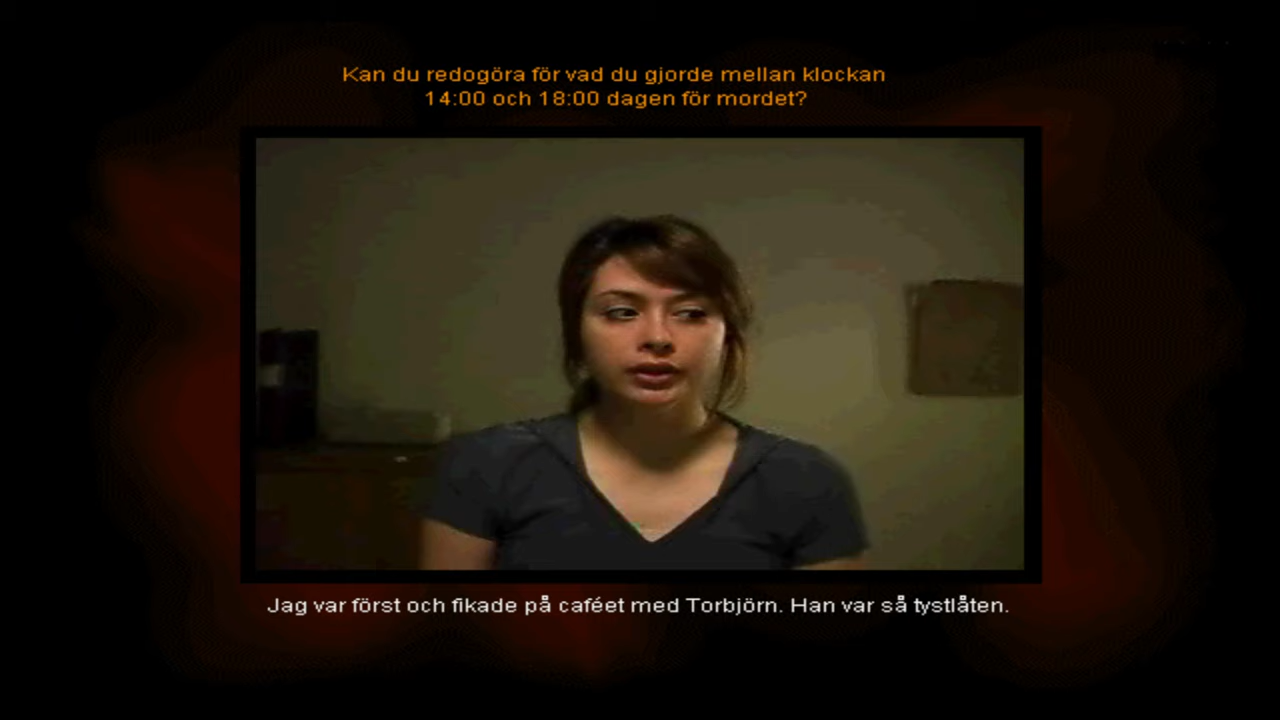 Kan du redogöra för vad du gjorde mellan klockan
14:00 och 18:00 dagen för mordet?
Jag var först och fikade på caféet med Torbjörn. Han var så tystlåten.